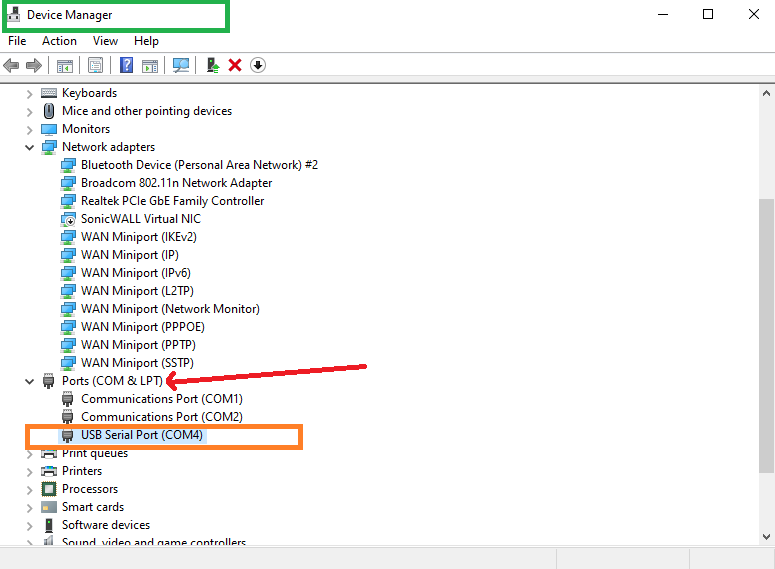 Device Manager
File Action View Help
Keyboards
Mice and other pointing devices
Monitors
Network adapters
Bluetooth Device (Personal Area Network) #2
Broadcom 802.11n Network Adapter
Realtek PCIe GbE Family Controller
SonicWALL Virtual NIC
WAN Miniport (IKEv2)
WAN Miniport (IP)
WAN Miniport (IPv6)
WAN Miniport (L2TP)
WAN Miniport (Network Monitor)
WAN Miniport (PPPOE)
WAN Miniport (PPTP)
WAN Miniport (SSTP)
Ports (COM & LPT)
Communications Port (COM1)
Communications Port (COM2)
USB Serial Port (COM4)
Print queues
Printers
Processors
Smart cards
Software devices
Sound, video and game controllers